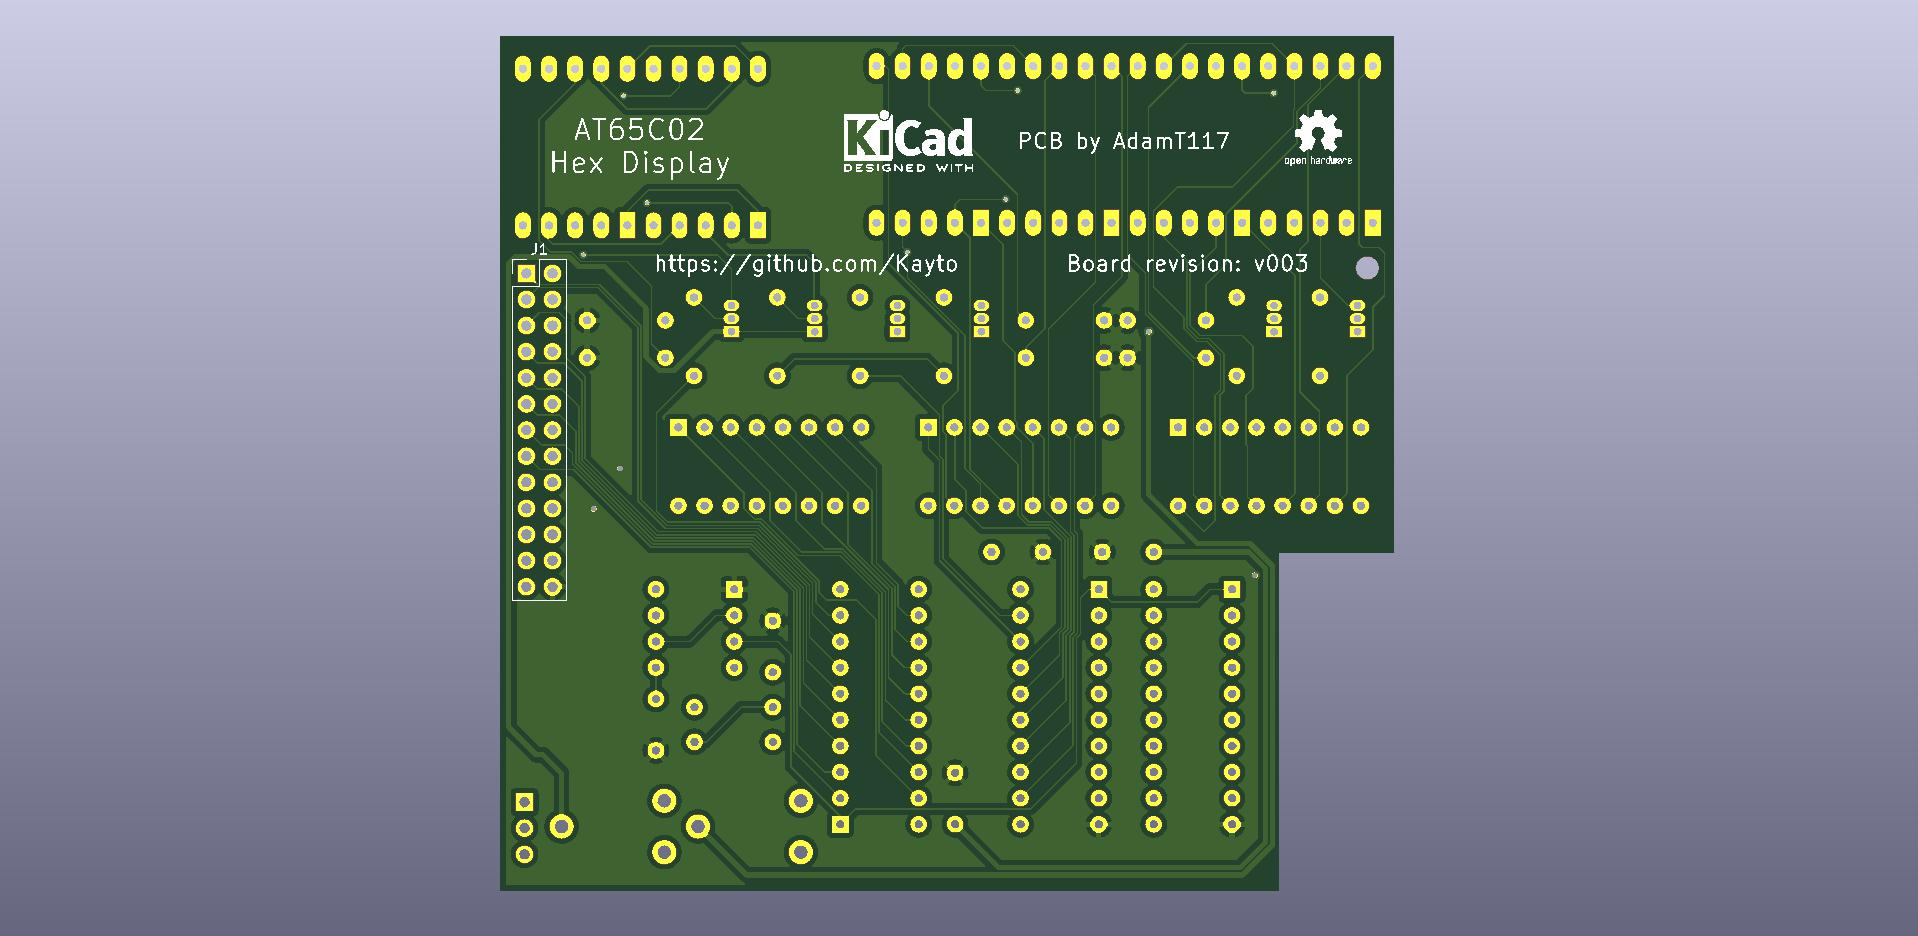 AT65C02
Hex Display
KiCad
DESIGNED WITH
PCB by AdamT117
open hardware
J1
https://github.com/Kayto
Board revision: v003